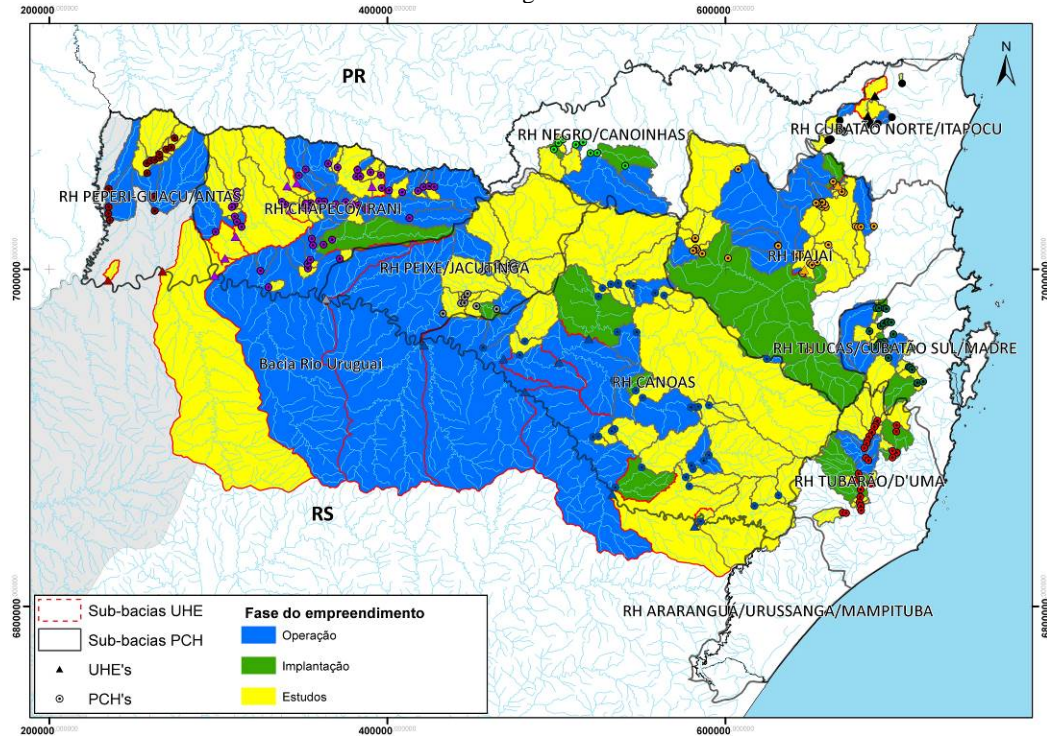 200000
400000
600000
PR
N
RH NEGRO/CANOINHAS
RH CUBATÃO NORTE/ITAPOCU
RH PEPERI-GUAÇU/ANTAS
RH CHAPECÓ/IRANI
RH PEIXE/JACUTINGA
RH ITAJAÍ
7000000
7000000
RH TIJUCAS/CUBATÃO SUL/MADRE
Bacia Rio Uruguai
RH CANOAS
RH TUBARÃO/D'UMA
RS
6800000
6800000
RH ARARANGUÁ/URUSSANGA/MAMPITUBA
Sub-bacias UHE
Sub-bacias PCH
UHE's
PCH's
Fase do empreendimento
Operação
Implantação
Estudos
200000
400000
600000